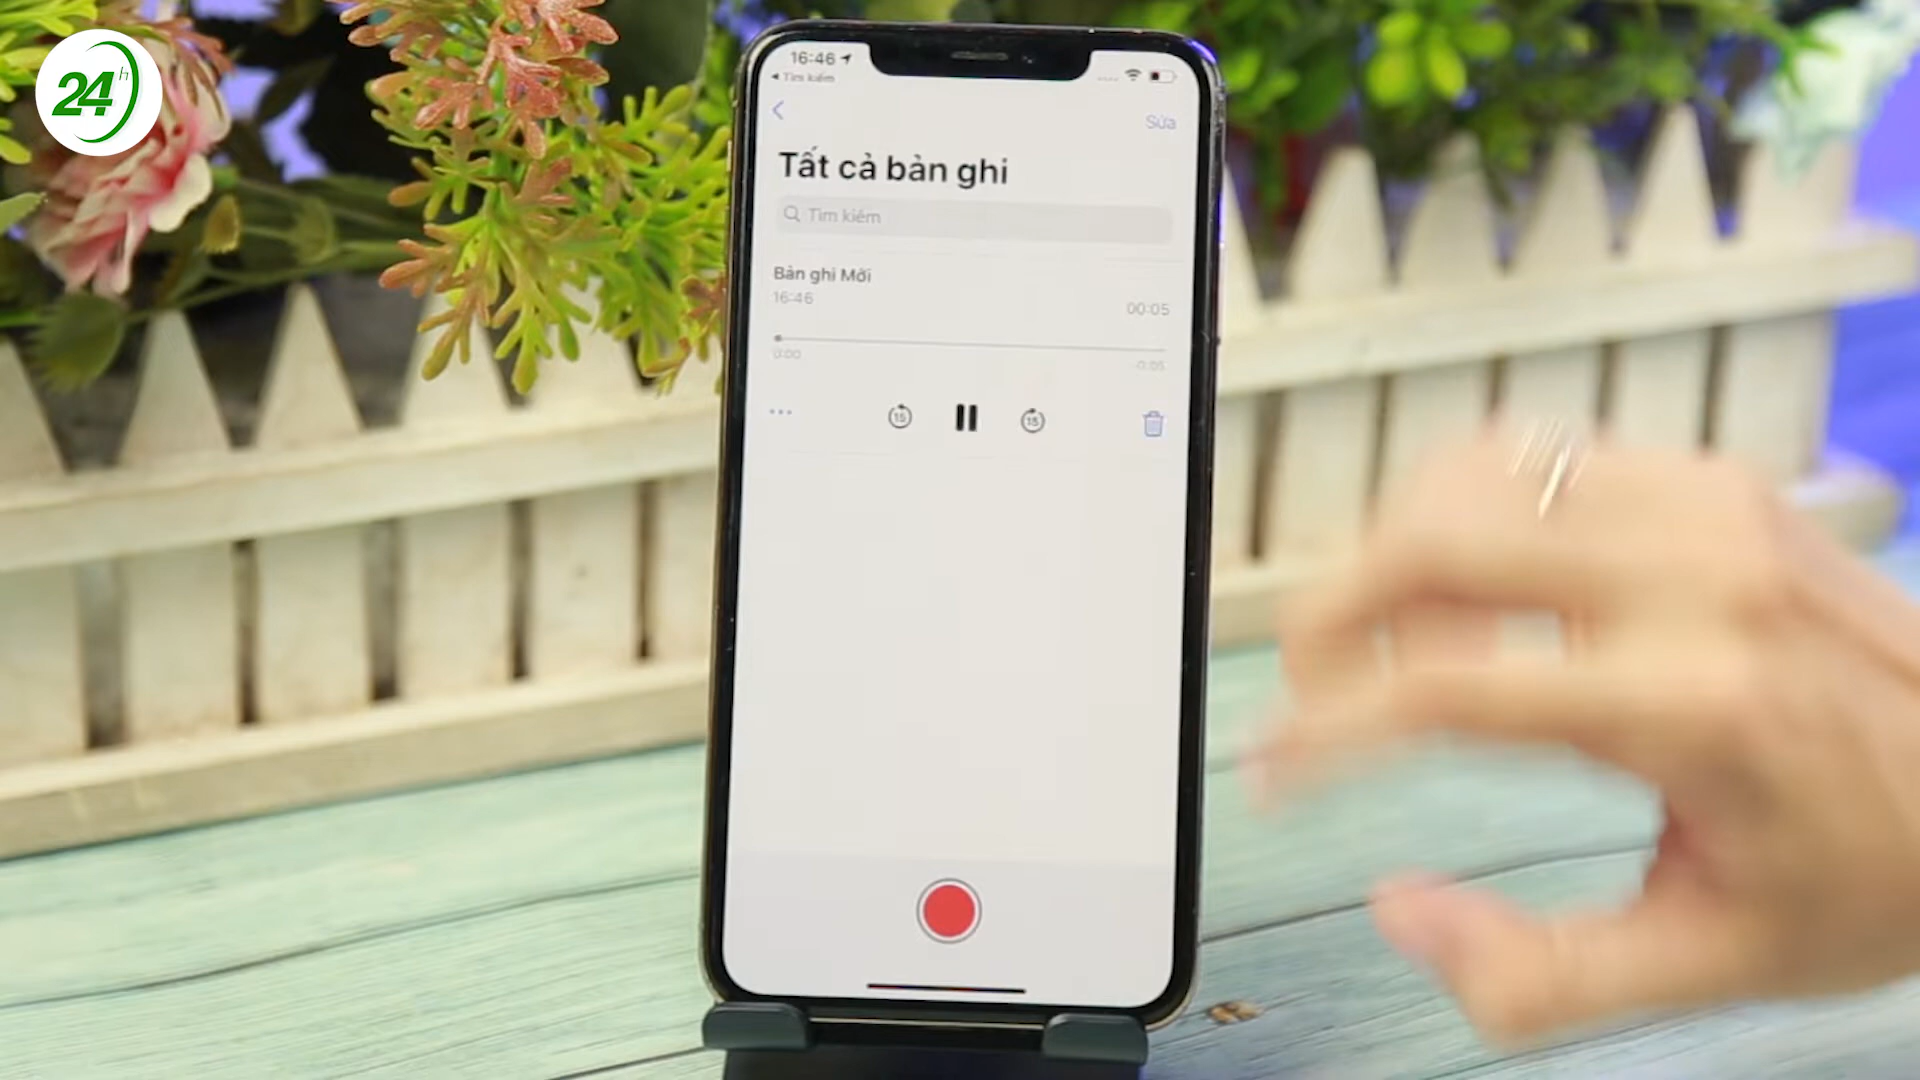 24h
16:46
Tìm kiếm
Sửa
Tất cả bản ghi
Tìm kiếm
Bản ghi Mới
16:46
00:05
0:00
-0:05
15
15